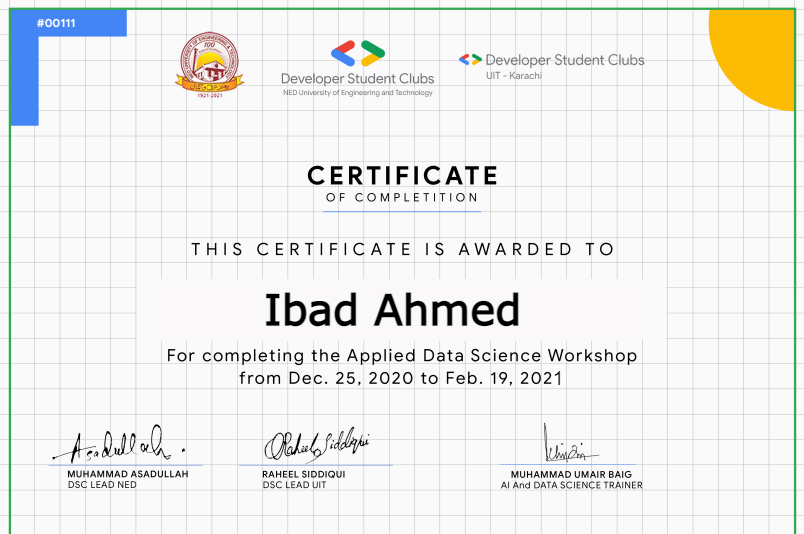 #00111
1921-2021
Developer Student Clubs
NED University of Engineering and Technology
Developer Student Clubs
UIT - Karachi
CERTIFICATE
OF COMPLETITION
THIS CERTIFICATE IS AWARDED TO
Ibad Ahmed
For completing the Applied Data Science Workshop
from Dec. 25, 2020 to Feb. 19, 2021
Asadullah.
Raheel Siddiqui
MUHAMMAD ASADULLAH
DSC LEAD NED
RAHEEL SIDDIQUI
DSC LEAD UIT
MUHAMMAD UMAIR BAIG
AI And DATA SCIENCE TRAINER